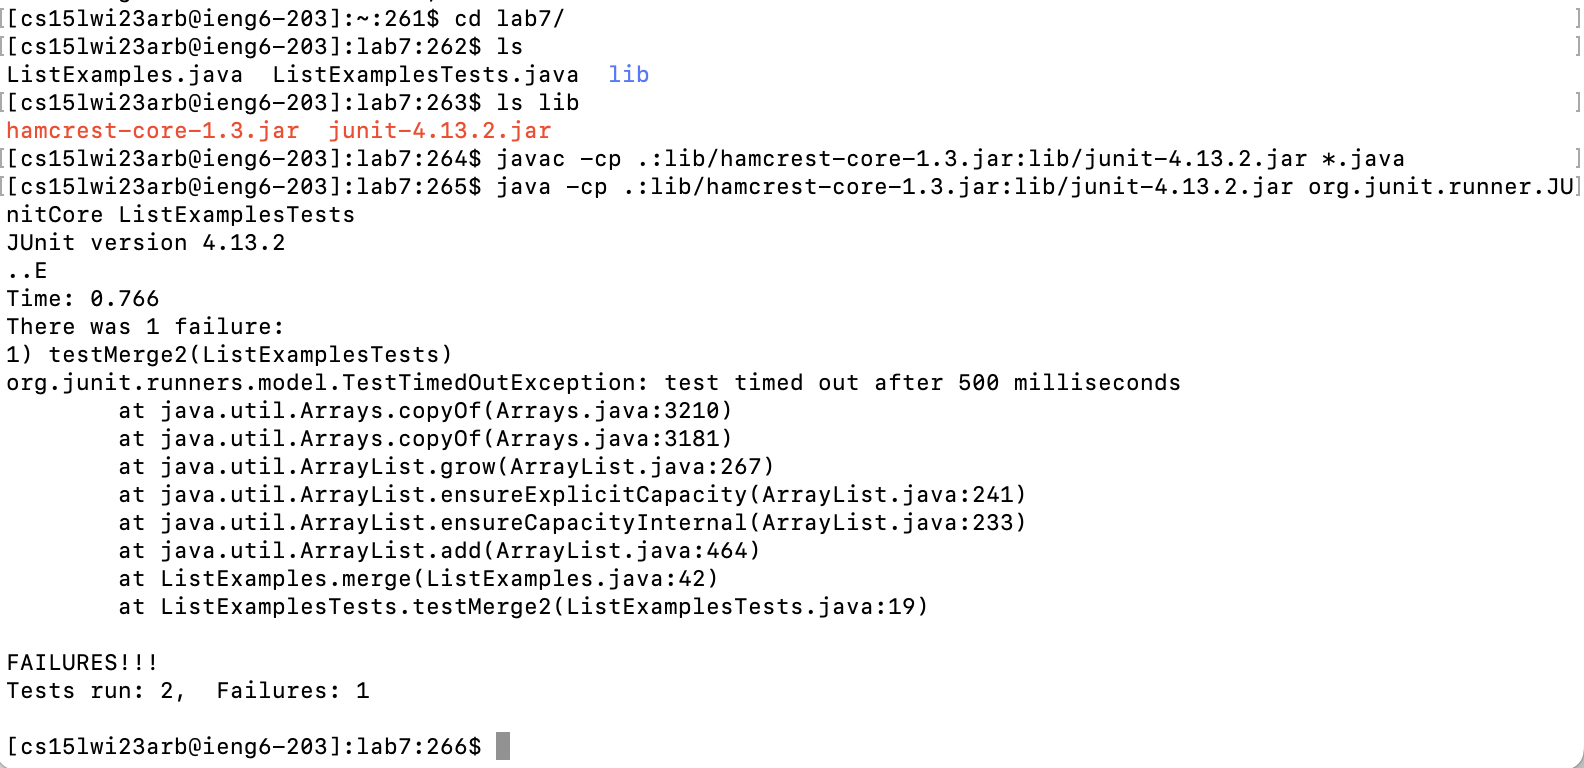 [[cs15lwi23arb@ieng6-203]:~:261$ cd lab7/ ]
[[cs15lwi23arb@ieng6-203]:lab7:262$ ls ]
ListExamples.java  ListExamplesTests.java  lib
[[cs15lwi23arb@ieng6-203]:lab7:263$ ls lib ]
hamcrest-core-1.3.jar  junit-4.13.2.jar
[[cs15lwi23arb@ieng6-203]:lab7:264$ javac -cp .:lib/hamcrest-core-1.3.jar:lib/junit-4.13.2.jar *.java ]
[[cs15lwi23arb@ieng6-203]:lab7:265$ java -cp .:lib/hamcrest-core-1.3.jar:lib/junit-4.13.2.jar org.junit.runner.JU]
nitCore ListExamplesTests
JUnit version 4.13.2
..E
Time: 0.766
There was 1 failure:
1) testMerge2(ListExamplesTests)
org.junit.runners.model.TestTimedOutException: test timed out after 500 milliseconds
        at java.util.Arrays.copyOf(Arrays.java:3210)
        at java.util.Arrays.copyOf(Arrays.java:3181)
        at java.util.ArrayList.grow(ArrayList.java:267)
        at java.util.ArrayList.ensureExplicitCapacity(ArrayList.java:241)
        at java.util.ArrayList.ensureCapacityInternal(ArrayList.java:233)
        at java.util.ArrayList.add(ArrayList.java:464)
        at ListExamples.merge(ListExamples.java:42)
        at ListExamplesTests.testMerge2(ListExamplesTests.java:19)

FAILURES!!!
Tests run: 2,  Failures: 1

[cs15lwi23arb@ieng6-203]:lab7:266$